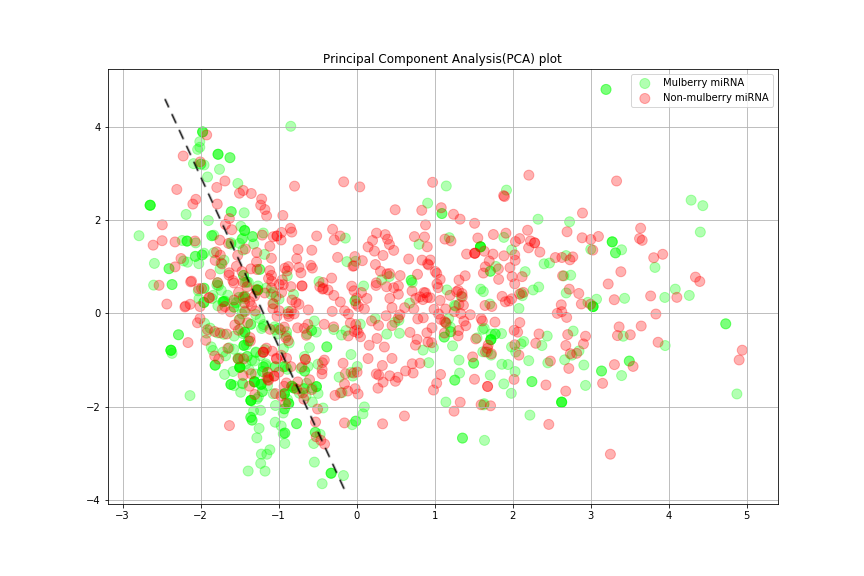 Principal Component Analysis(PCA) plot
Mulberry miRNA
Non-mulberry miRNA
4
2
0
−2
−4
−3 −2 −1 0 1 2 3 4 5